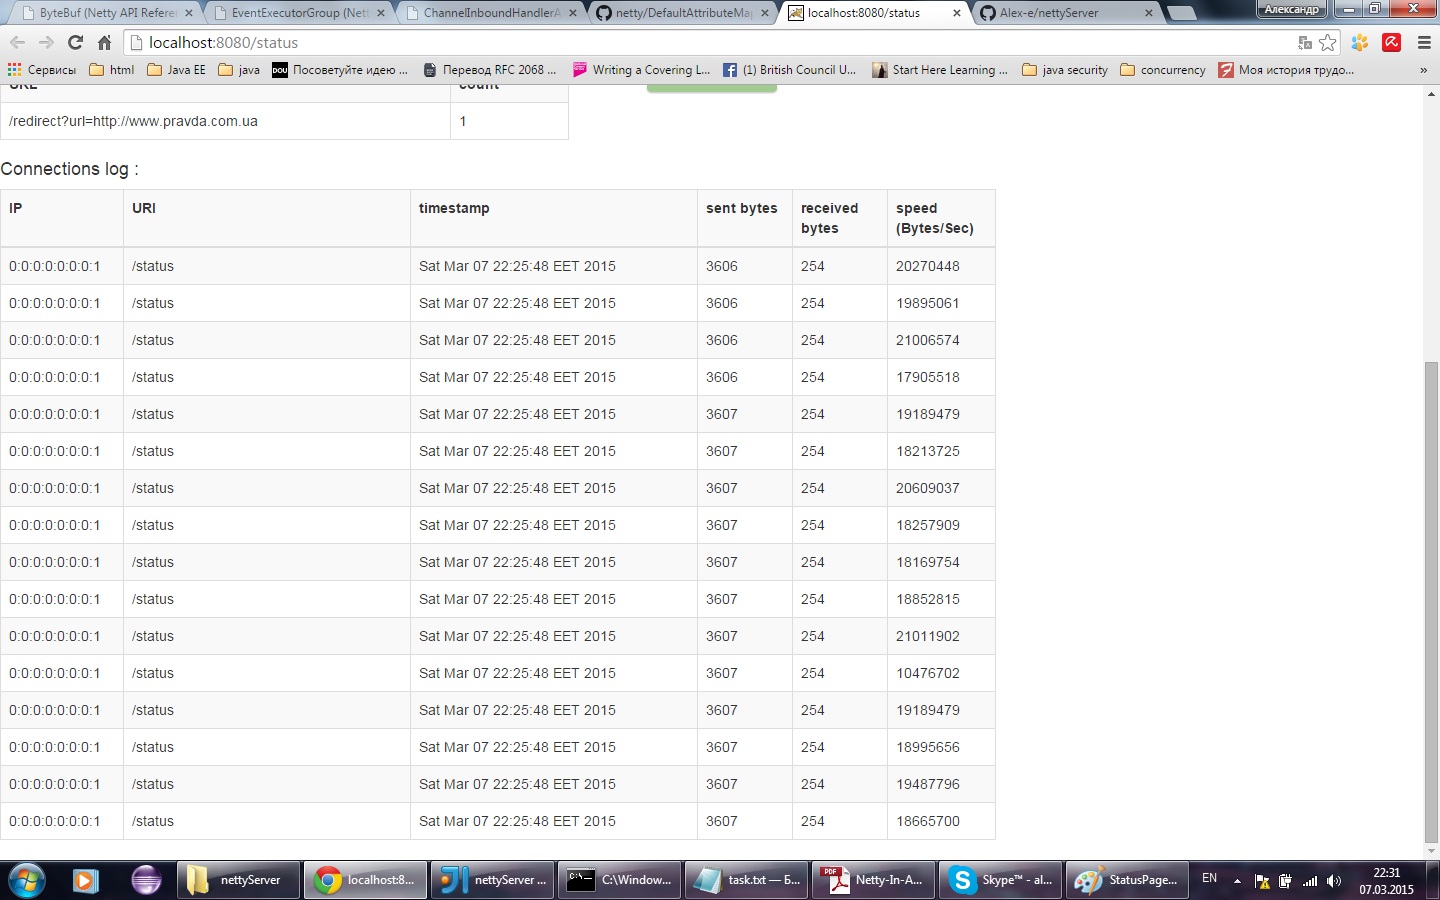 ByteBuf (Netty API Refere
EventExecutorGroup (Nett
ChannelInboundHandlerA
netty/DefaultAttributeMa
localhost:8080/status
Alex-e/nettyServer
Александр
localhost:8080/status
Сервисы
html
Java EE
java
DOU Посоветуйте идею ...
Перевод RFC 2068 ...
Writing a Covering L...
(1) British Council U...
Start Here Learning ...
java security
concurrency
Моя история трудо...
»
URL count
/redirect?url=http://www.pravda.com.ua 1
Connections log :
IP URI timestamp sent bytes received bytes speed (Bytes/Sec)
0:0:0:0:0:0:0:1 /status Sat Mar 07 22:25:48 EET 2015 3606 254 20270448
0:0:0:0:0:0:0:1 /status Sat Mar 07 22:25:48 EET 2015 3606 254 19895061
0:0:0:0:0:0:0:1 /status Sat Mar 07 22:25:48 EET 2015 3606 254 21006574
0:0:0:0:0:0:0:1 /status Sat Mar 07 22:25:48 EET 2015 3606 254 17905518
0:0:0:0:0:0:0:1 /status Sat Mar 07 22:25:48 EET 2015 3607 254 19189479
0:0:0:0:0:0:0:1 /status Sat Mar 07 22:25:48 EET 2015 3607 254 18213725
0:0:0:0:0:0:0:1 /status Sat Mar 07 22:25:48 EET 2015 3607 254 20609037
0:0:0:0:0:0:0:1 /status Sat Mar 07 22:25:48 EET 2015 3607 254 18257909
0:0:0:0:0:0:0:1 /status Sat Mar 07 22:25:48 EET 2015 3607 254 18169754
0:0:0:0:0:0:0:1 /status Sat Mar 07 22:25:48 EET 2015 3607 254 18852815
0:0:0:0:0:0:0:1 /status Sat Mar 07 22:25:48 EET 2015 3607 254 21011902
0:0:0:0:0:0:0:1 /status Sat Mar 07 22:25:48 EET 2015 3607 254 10476702
0:0:0:0:0:0:0:1 /status Sat Mar 07 22:25:48 EET 2015 3607 254 19189479
0:0:0:0:0:0:0:1 /status Sat Mar 07 22:25:48 EET 2015 3607 254 18995656
0:0:0:0:0:0:0:1 /status Sat Mar 07 22:25:48 EET 2015 3607 254 19487796
0:0:0:0:0:0:0:1 /status Sat Mar 07 22:25:48 EET 2015 3607 254 18665700
nettyServer
localhost:8...
nettyServer ...
C:\Window...
task.txt — Б...
PDF Netty-In-A...
Skype™ - al...
StatusPage...
EN
22:31
07.03.2015